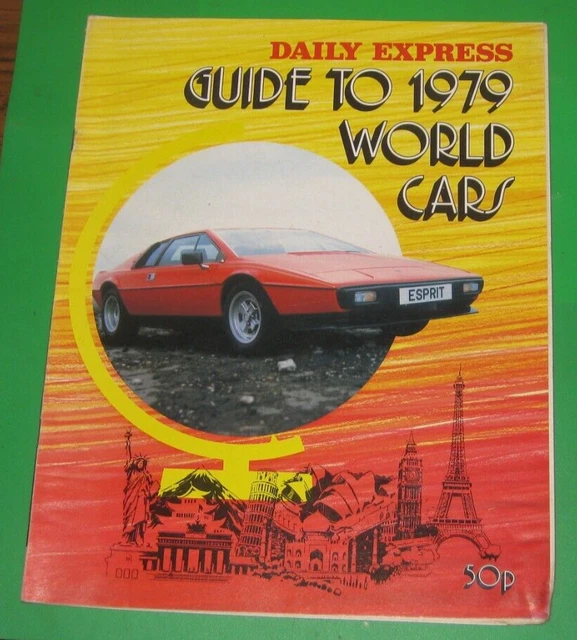 DAILY EXPRESS
GUIDE TO 1979
WORLD
CARS
ESPRIT
50p